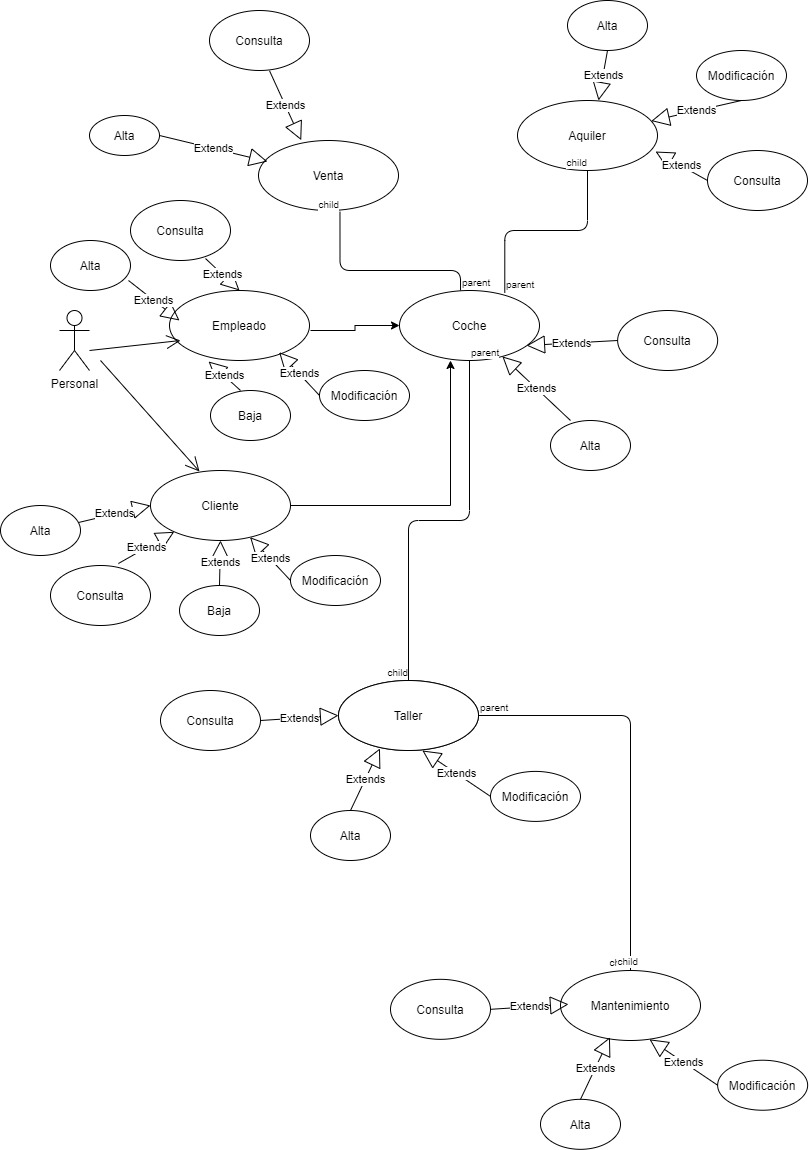 Alta
Consulta
Extends
Modificación
Extends
Extends
Alta
Aquiler
Extends
Extends
child
Venta
Consulta
child
Consulta
Alta
Extends
parent
parent
Extends
Empleado
Coche
Extends
Consulta
parent
Extends
Extends
Personal
Extends
Modificación
Baja
Alta
Cliente
Extends
Alta
Extends
Extends
Extends
Modificación
Consulta
Baja
child
parent
Consulta
Extends
Taller
Extends
Extends
Modificación
Alta
child
child
Consulta
Extends
Mantenimiento
Extends
Extends
Modificación
Alta